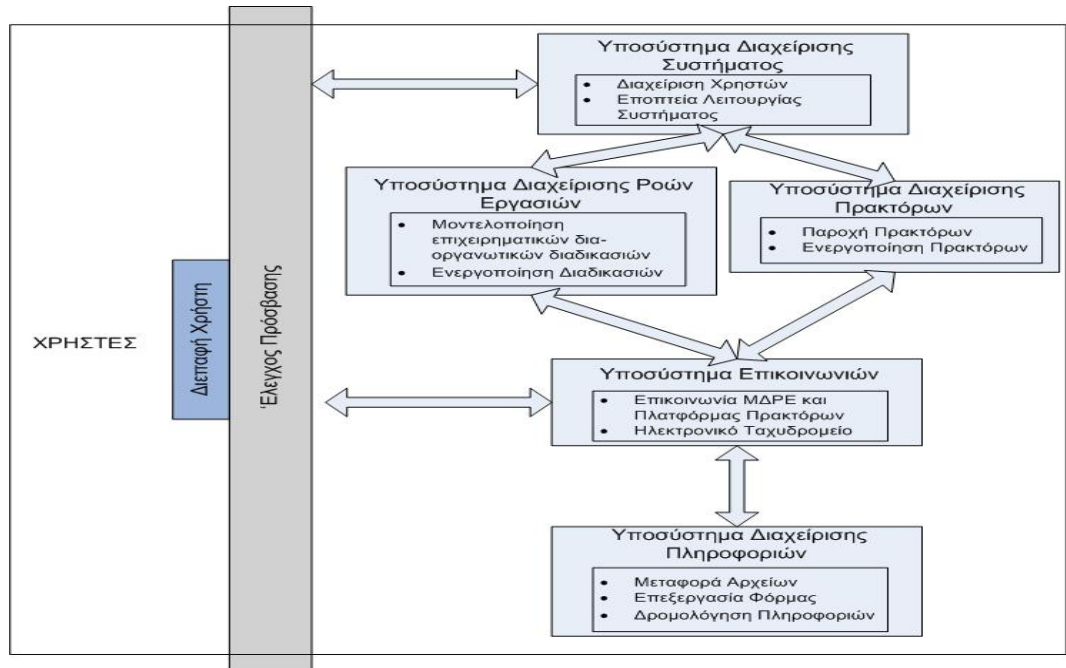 ΧΡΗΣΤΕΣ
Διεπαφή Χρήστη
Έλεγχος Πρόσβασης
Υποσύστημα Διαχείρισης
Συστήματος
• Διαχείριση Χρηστών
• Εποπτεία Λειτουργίας
Συστήματος
Υποσύστημα Διαχείρισης Ροών
Εργασιών
• Μοντελοποίηση
επιχειρηματικών δια-
οργανωτικών διαδικασιών
• Ενεργοποίηση Διαδικασιών
Υποσύστημα Διαχείρισης
Πρακτόρων
• Παροχή Πρακτόρων
• Ενεργοποίηση Πρακτόρων
Υποσύστημα Επικοινωνιών
• Επικοινωνία ΜΔΡΕ και
Πλατφόρμας Πρακτόρων
• Ηλεκτρονικό Ταχυδρομείο
Υποσύστημα Διαχείρισης
Πληροφοριών
• Μεταφορά Αρχείων
• Επεξεργασία Φόρμας
• Δρομολόγηση Πληροφοριών